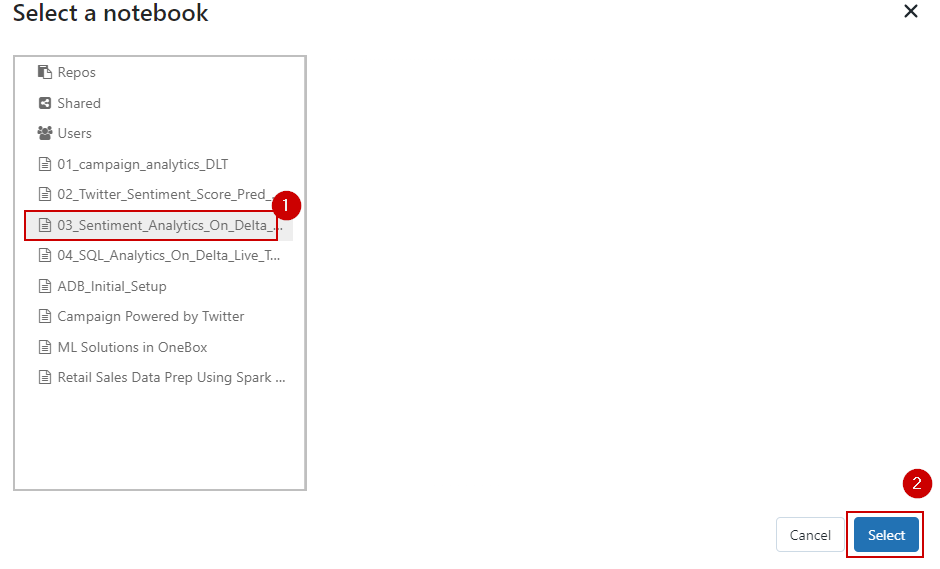 Select a notebook
Repos
Shared
Users
01_campaign_analytics_DLT
02_Twitter_Sentiment_Score_Pred_
1
03_Sentiment_Analytics_On_Delta_...
04_SQL_Analytics_On_Delta_Live_T...
ADB_Initial_Setup
Campaign Powered by Twitter
ML Solutions in OneBox
Retail Sales Data Prep Using Spark ...
2
Cancel Select